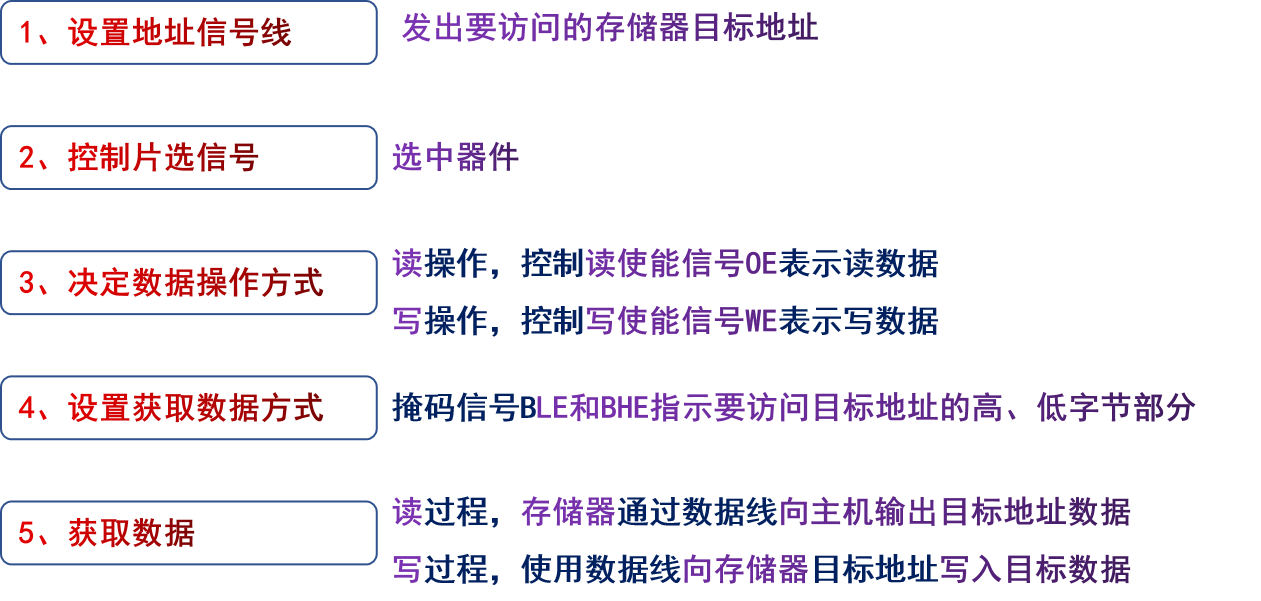 1、设置地址信号线
发出要访问的存储器目标地址
2、控制片选信号
选中器件
3、决定数据操作方式
读操作，控制读使能信号OE表示读数据
写操作，控制写使能信号WE表示写数据
4、设置获取数据方式
掩码信号BLE和BHE指示要访问目标地址的高、低字节部分
5、获取数据
读过程，存储器通过数据线向主机输出目标地址数据
写过程，使用数据线向存储器目标地址写入目标数据